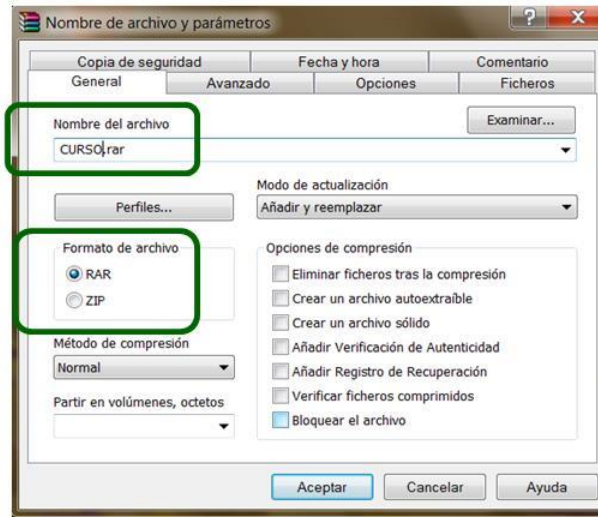 Nombre de archivo y parámetros
Copia de seguridad Fecha y hora Comentario
General Avanzado Opciones Ficheros
Nombre del archivo Examinar...
CURSO.rar
Modo de actualización
Perfiles... Añadir y reemplazar
Formato de archivo Opciones de compresión
RAR Eliminar ficheros tras la compresión
ZIP Crear un archivo autoextraíble
Crear un archivo sólido
Método de compresión Añadir Verificación de Autenticidad
Normal Añadir Registro de Recuperación
Partir en volúmenes, octetos Verificar ficheros comprimidos
Bloquear el archivo
Aceptar Cancelar Ayuda